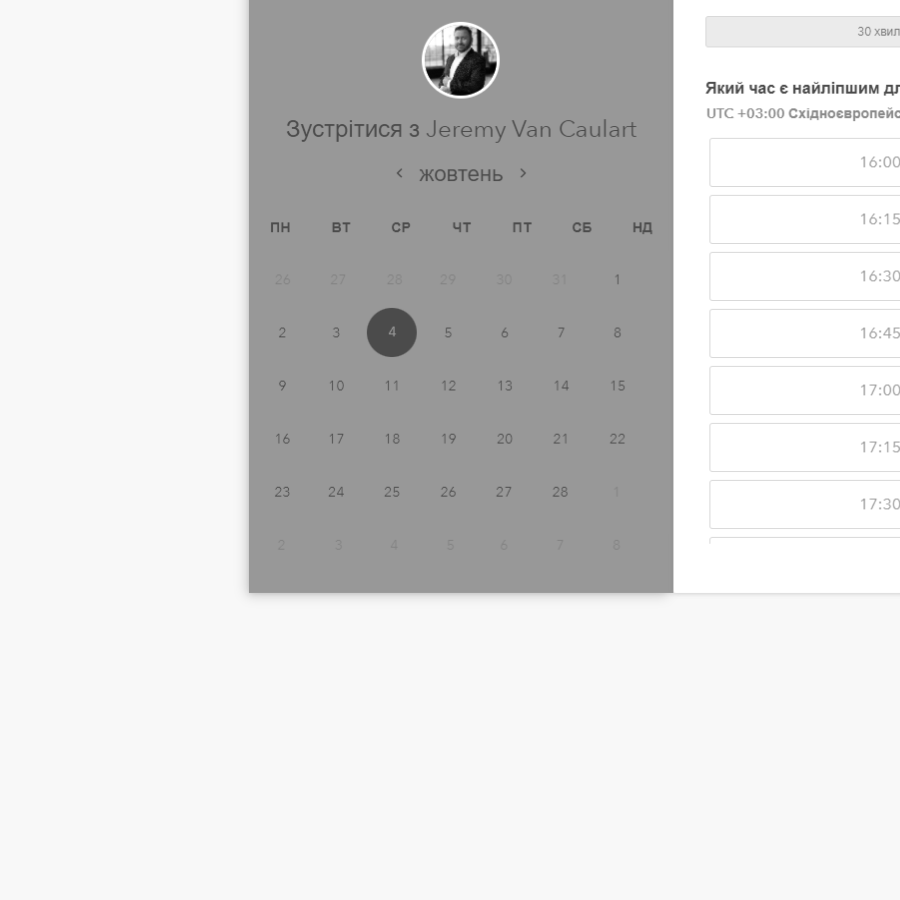 Зустрітися з Jeremy Van Caulart
жовтень
ПН ВТ СР ЧТ ПТ СБ НД
26 27 28 29 30 31 1
2 3 4 5 6 7 8
9 10 11 12 13 14 15
16 17 18 19 20 21 22
23 24 25 26 27 28 1
2 3 4 5 6 7 8
30 хвил
Який час є найліпшим дл
UTC +03:00 Східноєвропейс
16:00
16:15
16:30
16:45
17:00
17:15
17:30